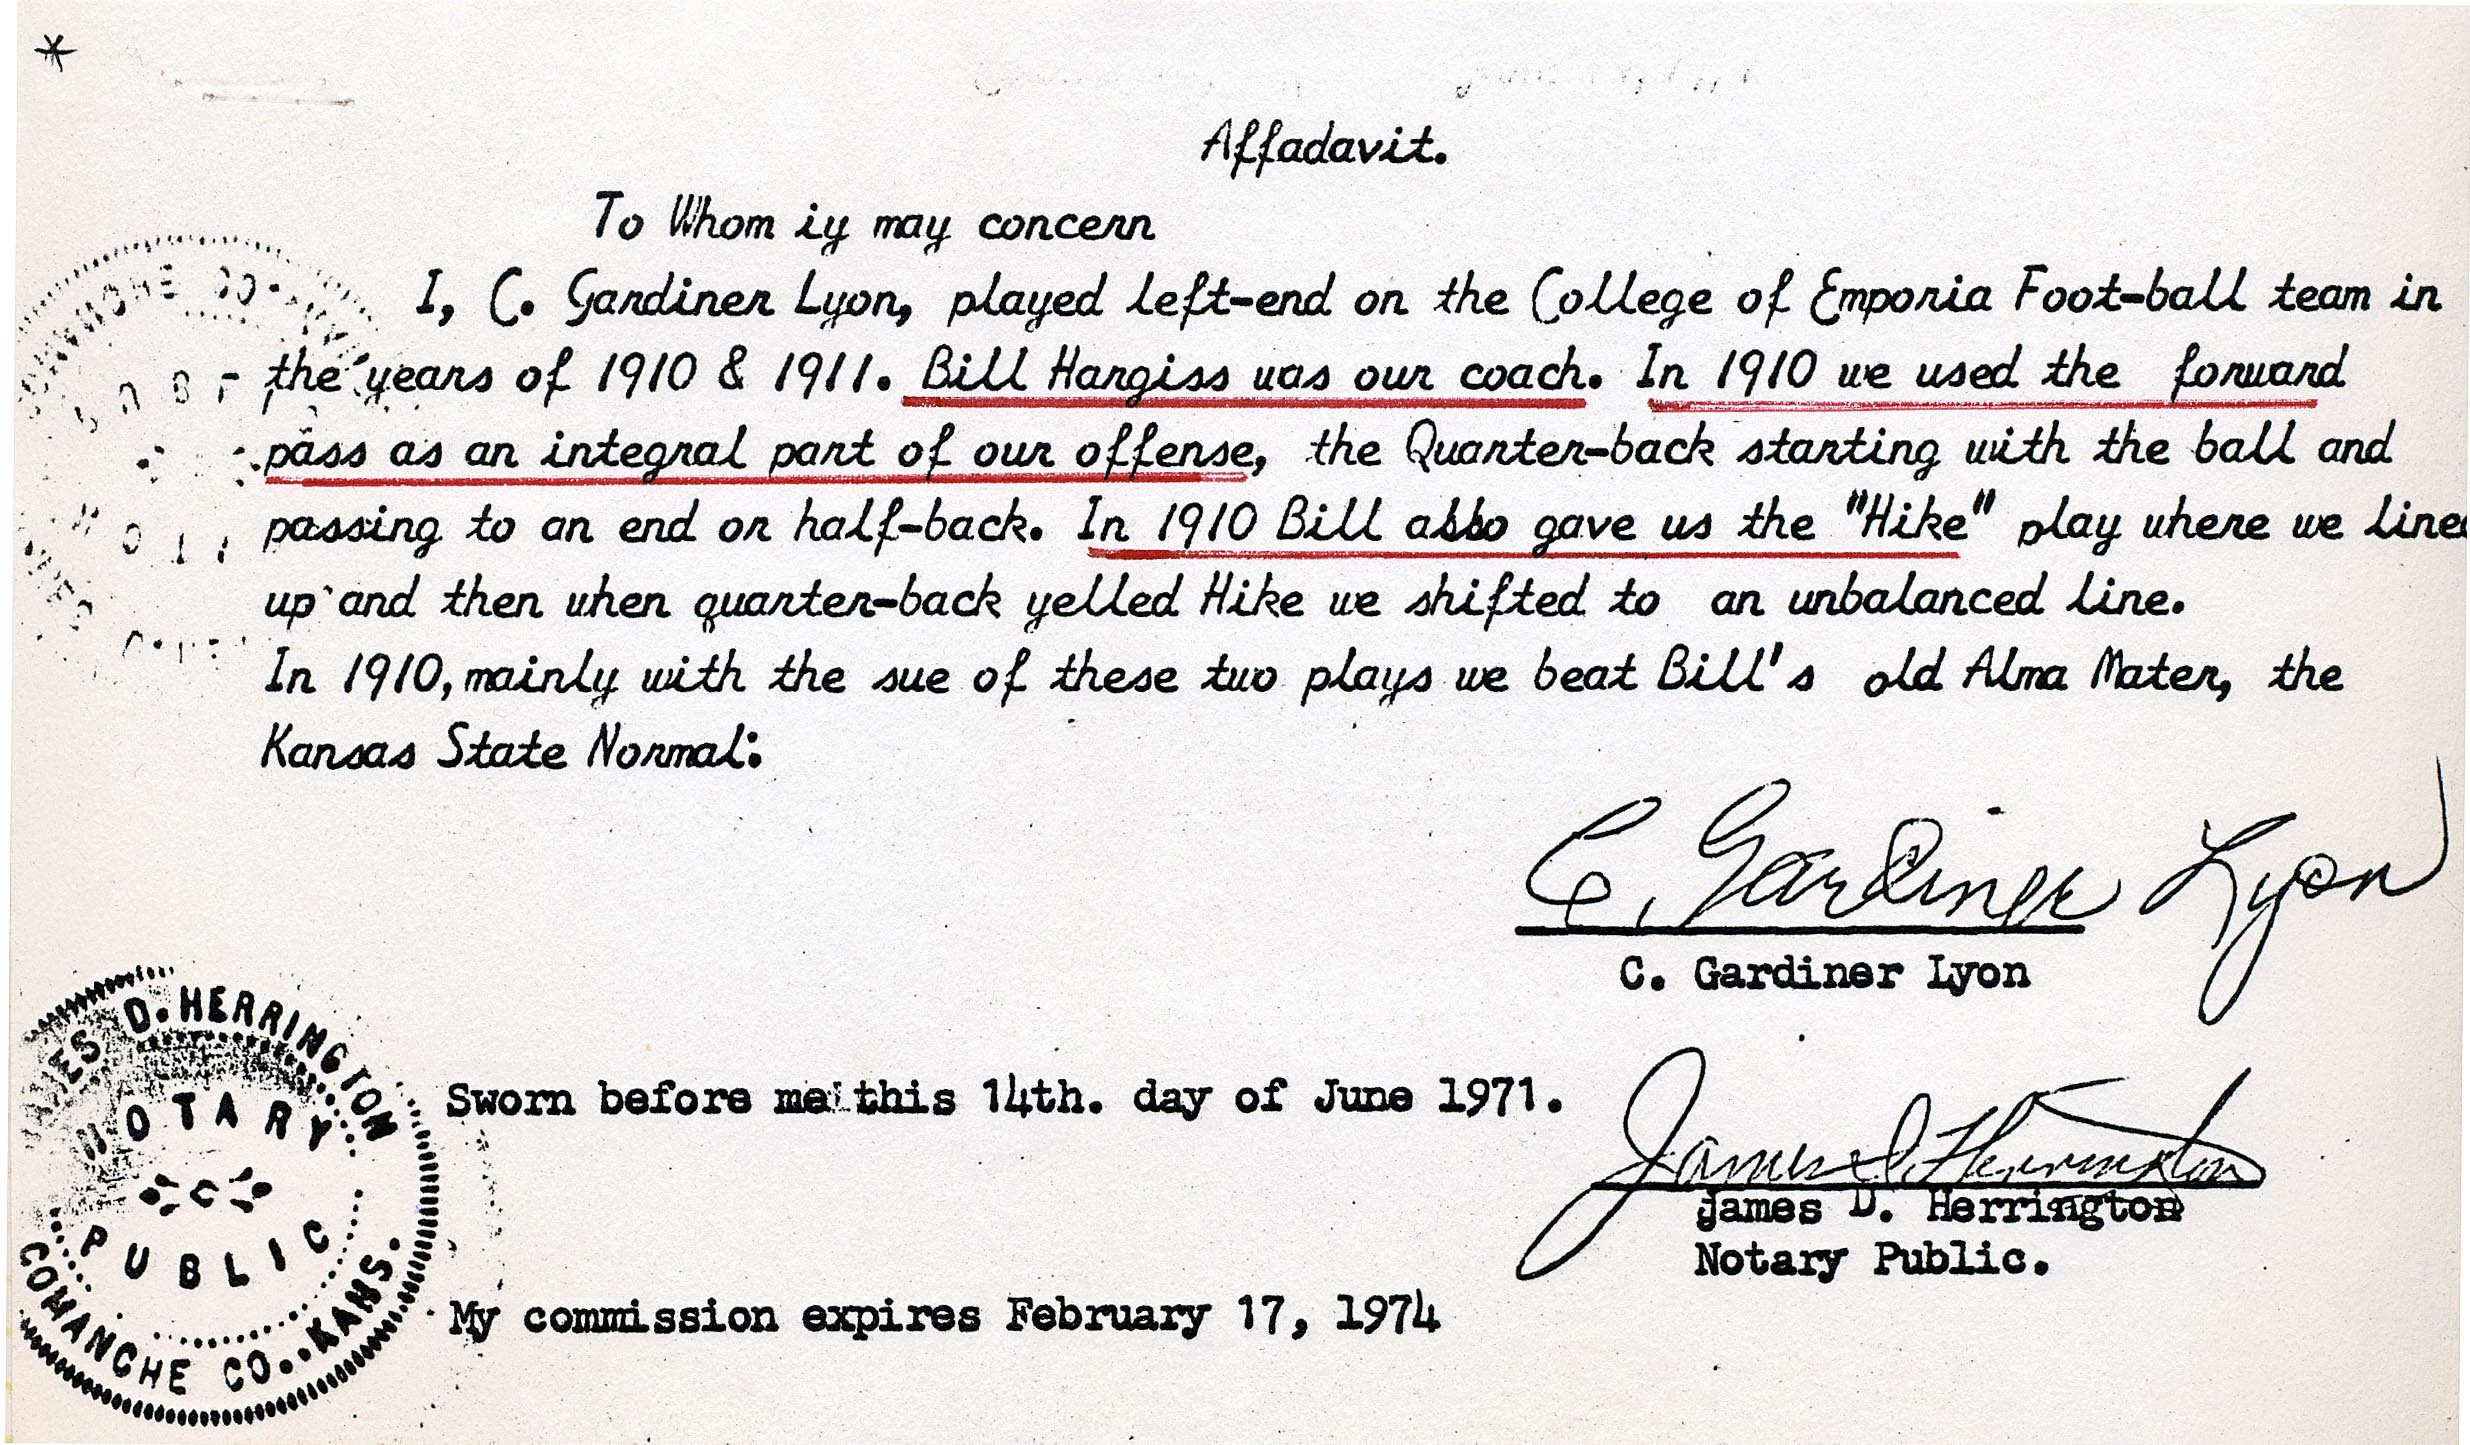 *
Affadavit.
To Whom iy may concern
I, C. Gardiner Lyon, played left-end on the College of Emporia Foot-ball team in
the years of 1910 & 1911. Bill Hargiss was our coach. In 1910 we used the forward
pass as an integral part of our offense, the Quarter-back starting with the ball and
passing to an end or half-back. In 1910 Bill also gave us the "Hike" play where we lined
up and then when quarter-back yelled Hike we shifted to an unbalanced line.
In 1910, mainly with the sue of these two plays we beat Bill's old Alma Mater, the
Kansas State Normal:
C. Gardiner Lyon
C. Gardiner Lyon
JAMES D. HERRINGTON
NOTARY
PUBLIC
COMANCHE CO., KANS.
Sworn before me this 14th. day of June 1971.
James D. Herrington
James D. Herrington
Notary Public.
My commission expires February 17, 1974